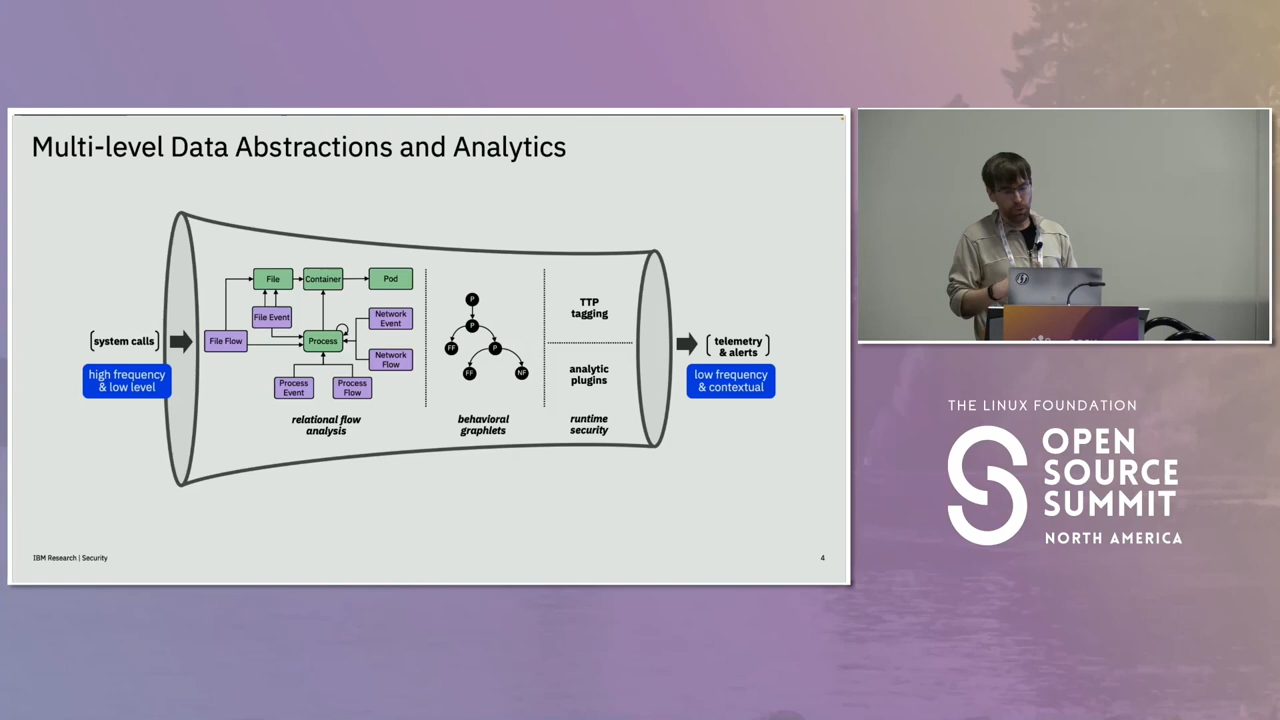 Multi-level Data Abstractions and Analytics
[system calls]
high frequency
& low level
File
Container
Pod
File Event
Network
Event
File Flow
Process
Network
Flow
Process
Event
Process
Flow
relational flow
analysis
P
P
FF
P
FF
NF
behavioral
graphlets
TTP
tagging
analytic
plugins
runtime
security
[telemetry
& alerts]
low frequency
& contextual
IBM Research | Security
4
THE LINUX FOUNDATION
OPEN
SOURCE
SUMMIT
NORTH AMERICA